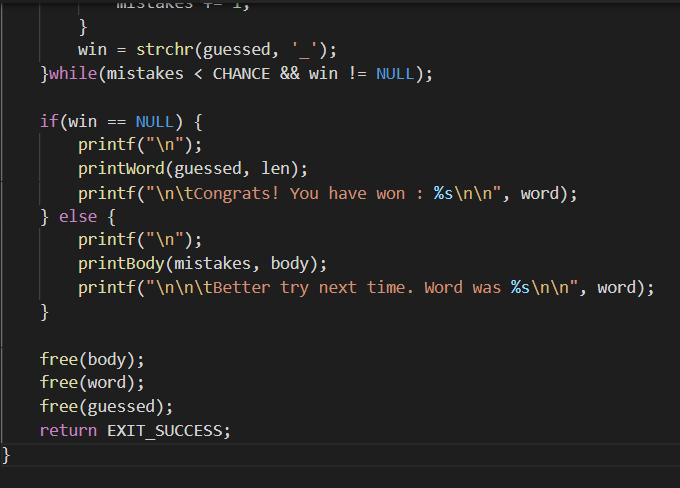 mistakes += 1;
}
win = strchr(guessed, '_');
}while(mistakes < CHANCE && win != NULL);
if(win == NULL) {
printf("\n");
printWord(guessed, len);
printf("\n\tCongrats! You have won : %s\n\n", word);
} else {
printf("\n");
printBody(mistakes, body);
printf("\n\n\tBetter try next time. Word was %s\n\n", word);
}
free(body);
free(word);
free(guessed);
return EXIT_SUCCESS;
}